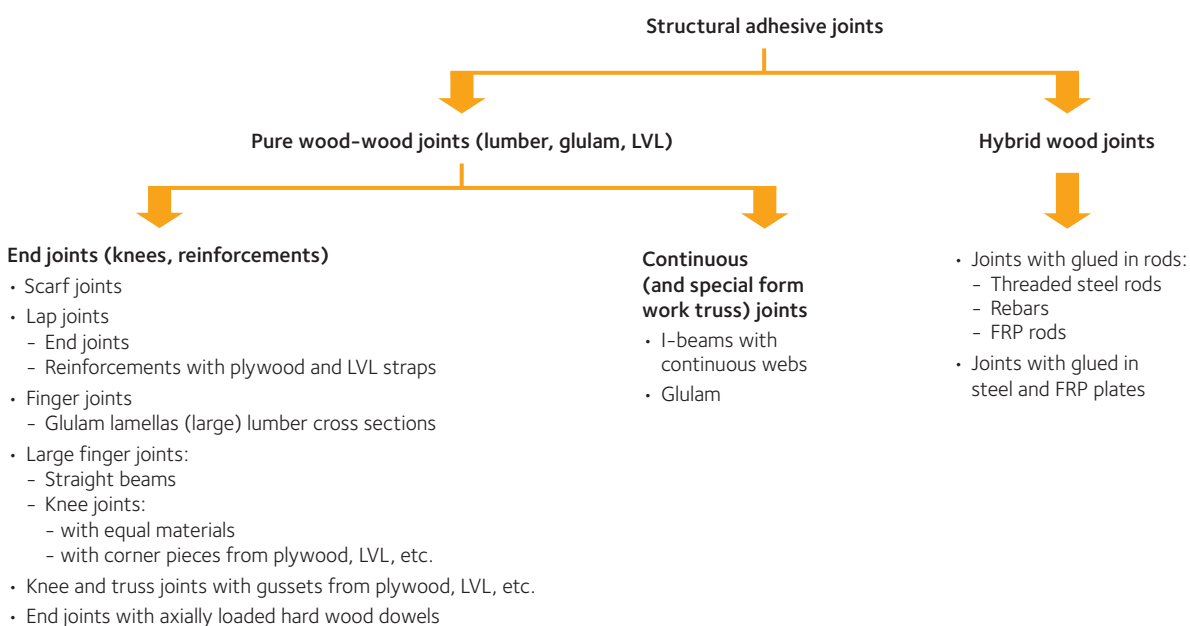 Structural adhesive joints
Pure wood-wood joints (lumber, glulam, LVL)
Hybrid wood joints
End joints (knees, reinforcements)
• Scarf joints
• Lap joints
- End joints
- Reinforcements with plywood and LVL straps
• Finger joints
- Glulam lamellas (large) lumber cross sections
• Large finger joints:
- Straight beams
- Knee joints:
- with equal materials
- with corner pieces from plywood, LVL, etc.
• Knee and truss joints with gussets from plywood, LVL, etc.
• End joints with axially loaded hard wood dowels
Continuous
(and special form
work truss) joints
• I-beams with
continuous webs
• Glulam
• Joints with glued in rods:
- Threaded steel rods
- Rebars
- FRP rods
• Joints with glued in
steel and FRP plates